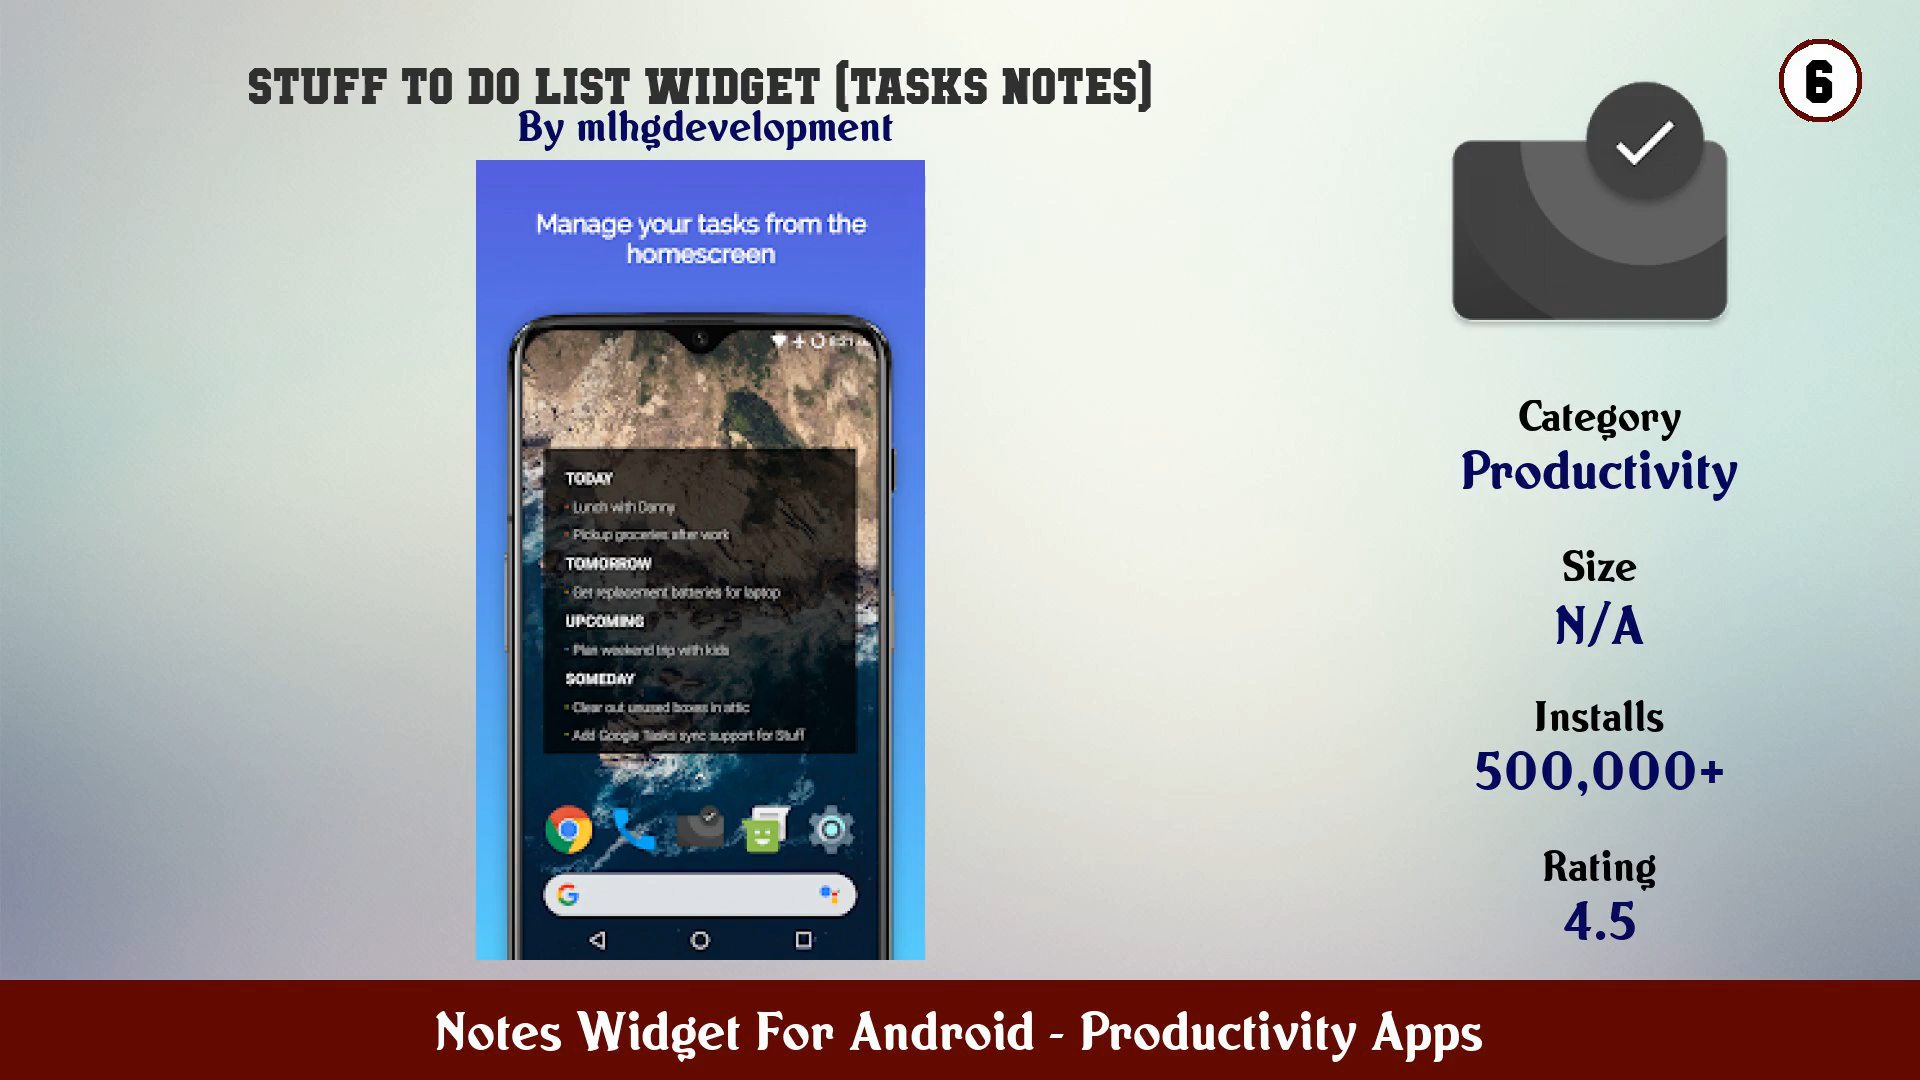 STUFF TO DO LIST WIDGET (TASKS NOTES)
By mlhgdevelopment
6
Manage your tasks from the
homescreen
8:21 AM
TODAY
- Lunch with Danny
- Pickup groceries after work
TOMORROW
- Get replacement batteries for laptop
UPCOMING
- Plan weekend trip with kids
SOMEDAY
- Clear out unused boxes in attic
- Add Google Tasks sync support for Stuff
Category
Productivity
Size
N/A
Installs
500,000+
Rating
4.5
Notes Widget For Android - Productivity Apps